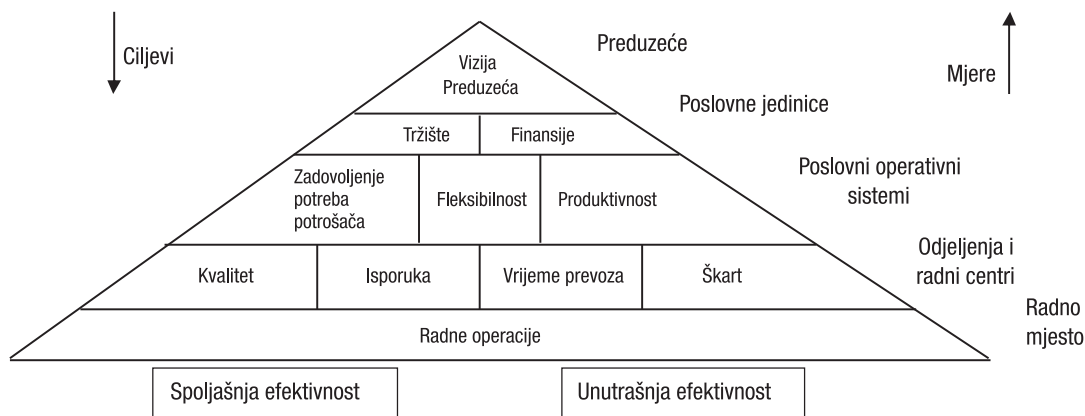 Ciljevi
Preduzeće
Mjere
Vizija
Preduzeća
Poslovne jedinice
Tržište
Finansije
Poslovni operativni
sistemi
Zadovoljenje
potreba
potrošača
Fleksibilnost
Produktivnost
Odjeljenja i
radni centri
Kvalitet
Isporuka
Vrijeme prevoza
Škart
Radno
mjesto
Radne operacije
Spoljašnja efektivnost
Unutrašnja efektivnost